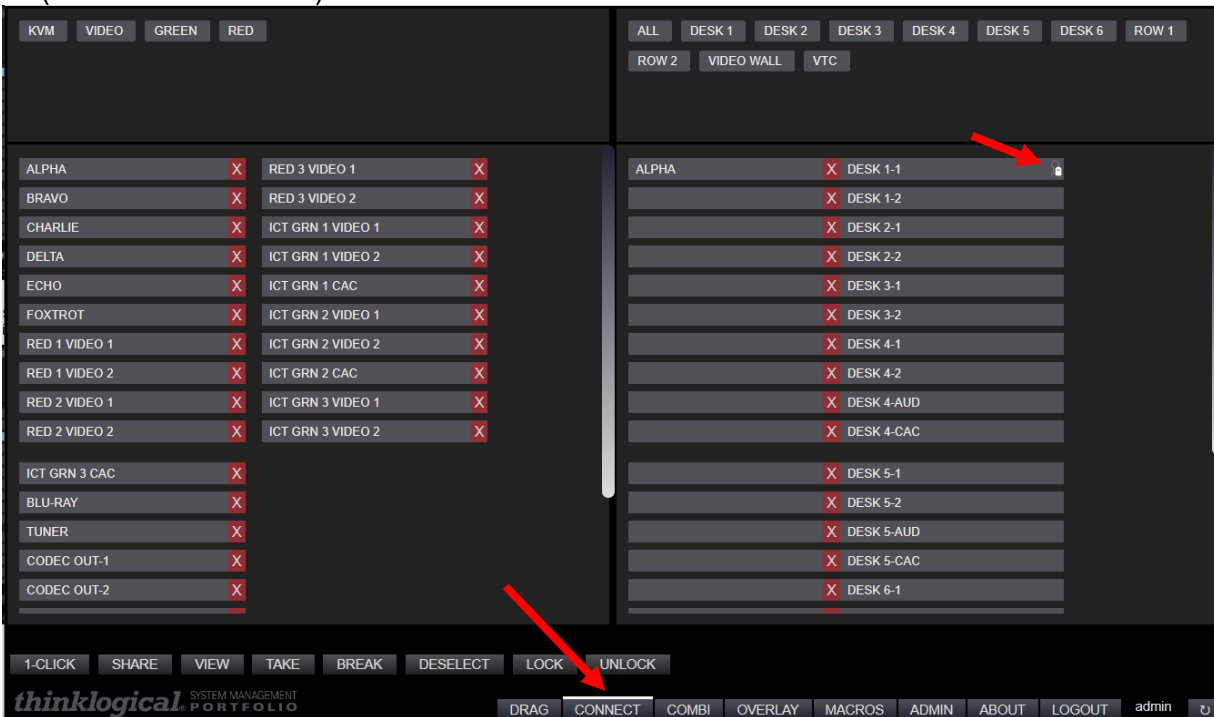 KVM VIDEO GREEN RED
ALL DESK 1 DESK 2 DESK 3 DESK 4 DESK 5 DESK 6 ROW 1
ROW 2 VIDEO WALL VTC
ALPHA X RED 3 VIDEO 1 X
BRAVO X RED 3 VIDEO 2 X
CHARLIE X ICT GRN 1 VIDEO 1 X
DELTA X ICT GRN 1 VIDEO 2 X
ECHO X ICT GRN 1 CAC X
FOXTROT X ICT GRN 2 VIDEO 1 X
RED 1 VIDEO 1 X ICT GRN 2 VIDEO 2 X
RED 1 VIDEO 2 X ICT GRN 2 CAC X
RED 2 VIDEO 1 X ICT GRN 3 VIDEO 1 X
RED 2 VIDEO 2 X ICT GRN 3 VIDEO 2 X
ICT GRN 3 CAC X
BLU-RAY X
TUNER X
CODEC OUT-1 X
CODEC OUT-2 X
ALPHA X DESK 1-1
X DESK 1-2
X DESK 2-1
X DESK 2-2
X DESK 3-1
X DESK 3-2
X DESK 4-1
X DESK 4-2
X DESK 4-AUD
X DESK 4-CAC
X DESK 5-1
X DESK 5-2
X DESK 5-AUD
X DESK 5-CAC
X DESK 6-1
1-CLICK SHARE VIEW TAKE BREAK DESELECT LOCK UNLOCK
thinklogical® SYSTEM MANAGEMENT
PORTFOLIO
DRAG CONNECT COMBI OVERLAY MACROS ADMIN ABOUT LOGOUT admin